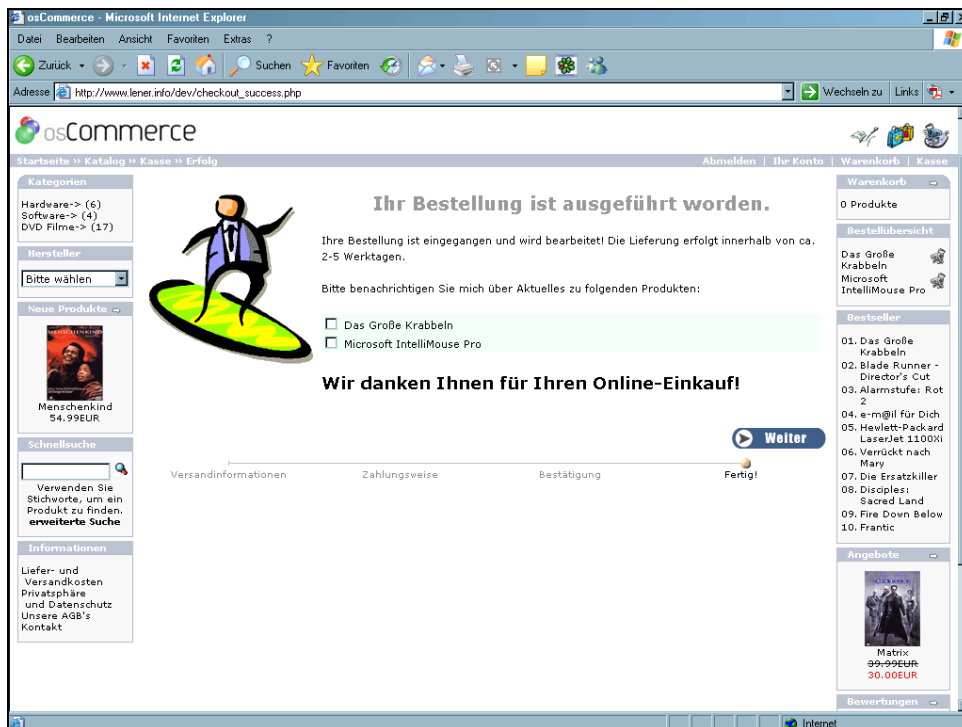 osCommerce - Microsoft Internet Explorer
Datei Bearbeiten Ansicht Favoriten Extras ?
Zurück Suchen Favoriten
Adresse http://www.lener.info/dev/checkout_success.php Wechseln zu Links
osCommerce
Startseite » Katalog » Kasse » Erfolg Abmelden | Ihr Konto | Warenkorb | Kasse
Kategorien
Hardware-> (6)
Software-> (4)
DVD Filme-> (17)
Hersteller
Bitte wählen
Neue Produkte
MENSCHENKIND
Menschenkind
54.99EUR
Schnellsuche
Verwenden Sie
Stichworte, um ein
Produkt zu finden.
erweiterte Suche
Informationen
Liefer- und
Versandkosten
Privatsphäre
und Datenschutz
Unsere AGB's
Kontakt
Ihr Bestellung ist ausgeführt worden.
Ihre Bestellung ist eingegangen und wird bearbeitet! Die Lieferung erfolgt innerhalb von ca.
2-5 Werktagen.
Bitte benachrichtigen Sie mich über Aktuelles zu folgenden Produkten:
Das Große Krabbeln
Microsoft IntelliMouse Pro
Wir danken Ihnen für Ihren Online-Einkauf!
Weiter
Versandinformationen Zahlungsweise Bestätigung Fertig!
Warenkorb
0 Produkte
Bestellübersicht
Das Große
Krabbeln
Microsoft
IntelliMouse Pro
Bestseller
01. Das Große
Krabbeln
02. Blade Runner -
Director's Cut
03. Alarmstufe: Rot
2
04. e-m@il für Dich
05. Hewlett-Packard
LaserJet 1100Xi
06. Verrückt nach
Mary
07. Die Ersatzkiller
08. Disciples:
Sacred Land
09. Fire Down Below
10. Frantic
Angebote
Matrix
39.99EUR
30.00EUR
Bewertungen
Internet